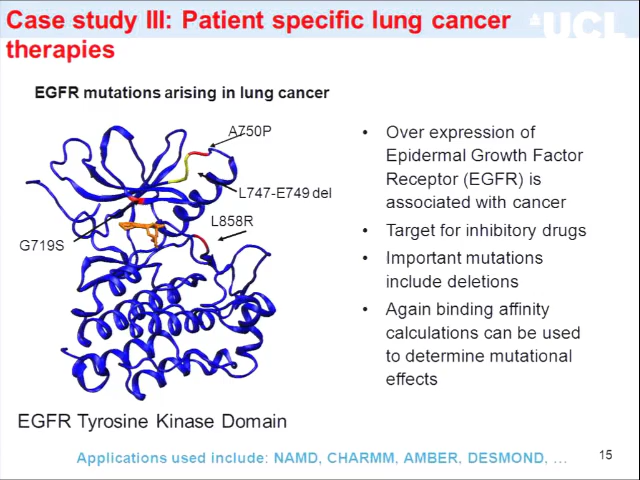 Case study III: Patient specific lung cancer
therapies
UCL
EGFR mutations arising in lung cancer
A750P
L747-E749 del
L858R
G719S
EGFR Tyrosine Kinase Domain
• Over expression of
Epidermal Growth Factor
Receptor (EGFR) is
associated with cancer
• Target for inhibitory drugs
• Important mutations
include deletions
• Again binding affinity
calculations can be used
to determine mutational
effects
Applications used include: NAMD, CHARMM, AMBER, DESMOND, …
15